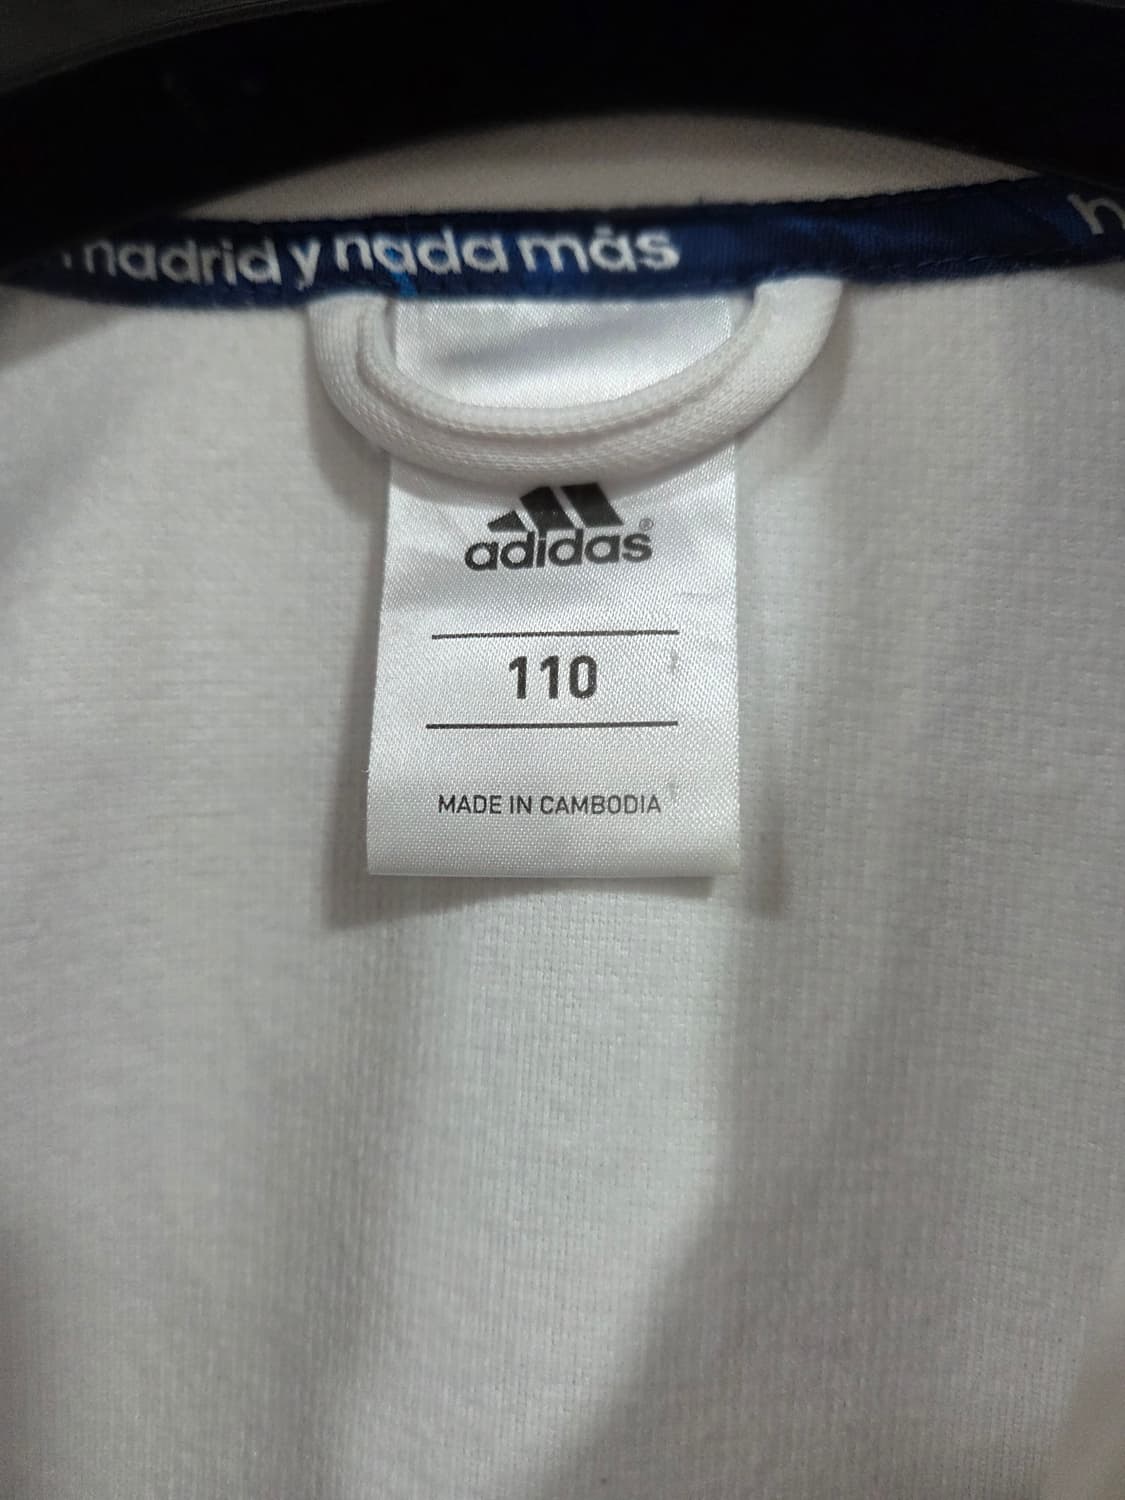 madrid y nada más
adidas®
110
MADE IN CAMBODIA